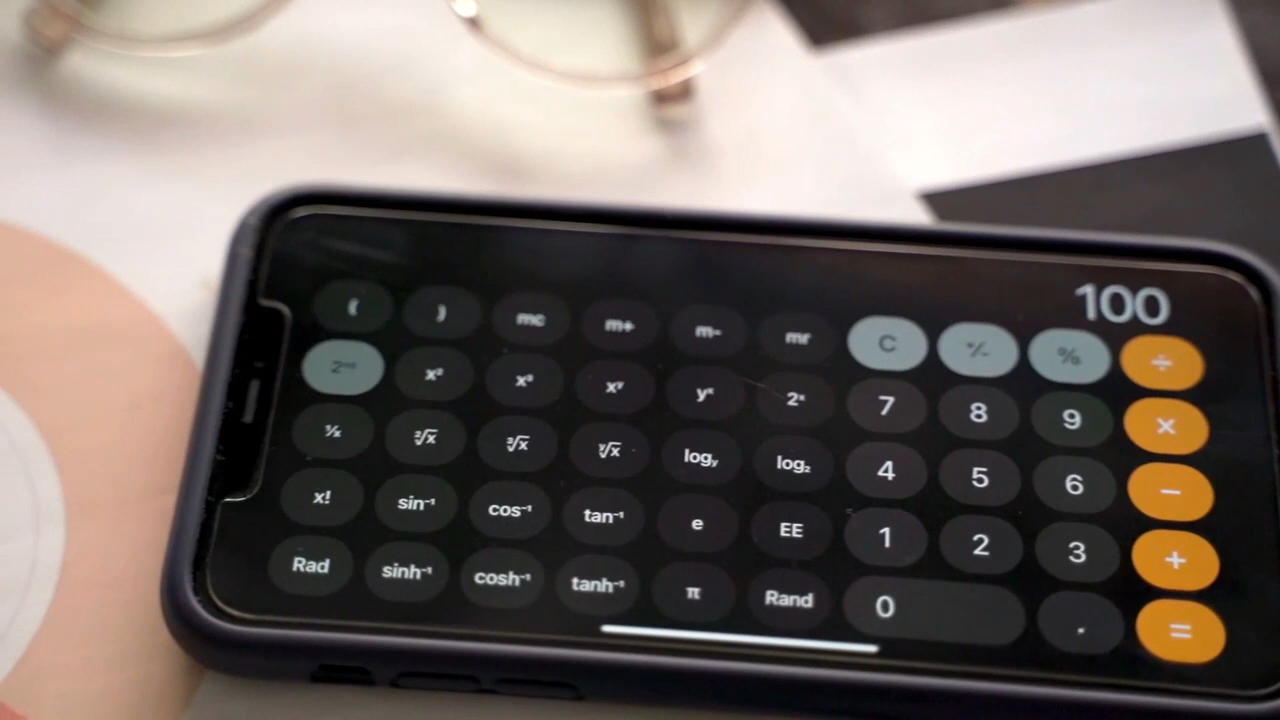 100
( ) mc m+ m- mr C ⁺/₋ % ÷
2ⁿᵈ x² x³ xʸ yˣ 2ˣ 7 8 9 ×
¹/ₓ ²√x ³√x ʸ√x logᵧ log₂ 4 5 6 −
x! sin⁻¹ cos⁻¹ tan⁻¹ e EE 1 2 3 +
Rad sinh⁻¹ cosh⁻¹ tanh⁻¹ π Rand 0 . =